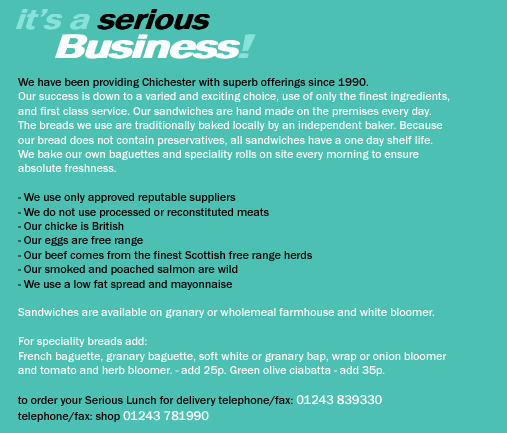 it's a serious
Business!
We have been providing Chichester with superb offerings since 1990.
Our success is down to a varied and exciting choice, use of only the finest ingredients,
and first class service. Our sandwiches are hand made on the premises every day.
The breads we use are traditionally baked locally by an independent baker. Because
our bread does not contain preservatives, all sandwiches have a one day shelf life.
We bake our own baguettes and speciality rolls on site every morning to ensure
absolute freshness.
- We use only approved reputable suppliers
- We do not use processed or reconstituted meats
- Our chicke is British
- Our eggs are free range
- Our beef comes from the finest Scottish free range herds
- Our smoked and poached salmon are wild
- We use a low fat spread and mayonnaise
Sandwiches are available on granary or wholemeal farmhouse and white bloomer.
For speciality breads add:
French baguette, granary baguette, soft white or granary bap, wrap or onion bloomer
and tomato and herb bloomer. - add 25p. Green olive ciabatta - add 35p.
to order your Serious Lunch for delivery telephone/fax: 01243 839330
telephone/fax: shop 01243 781990